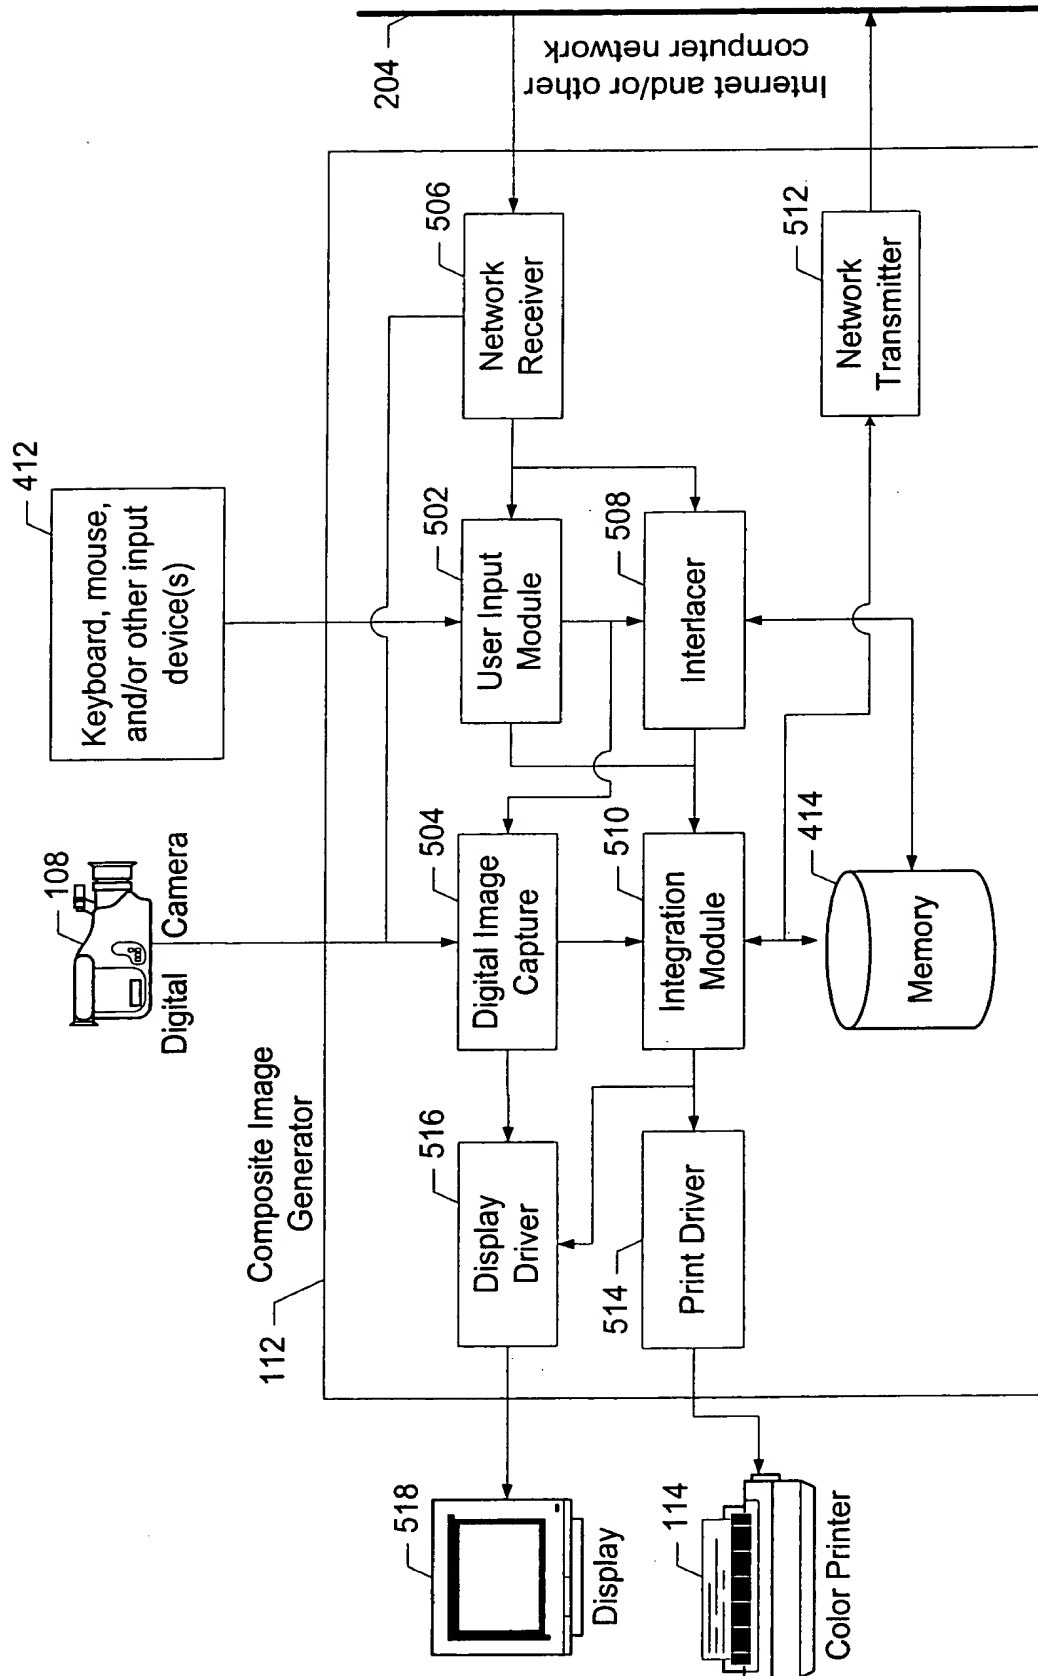 518
Display
114
Color Printer
112
Composite Image
Generator
516
Display
Driver
514
Print Driver
108
Digital Camera
504
Digital Image
Capture
510
Integration
Module
414
Memory
412
Keyboard, mouse,
and/or other input
device(s)
502
User Input
Module
508
Interlacer
506
Network
Receiver
512
Network
Transmitter
204
Internet and/or other
computer network